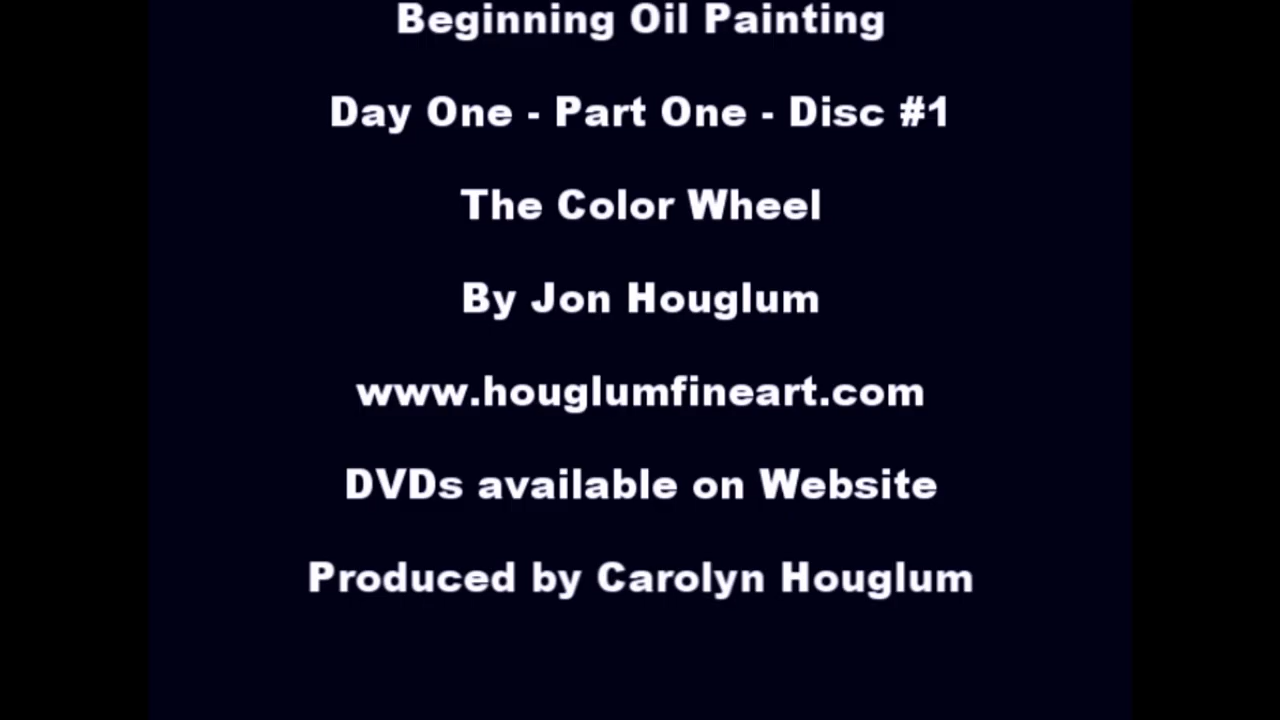 Beginning Oil Painting
Day One - Part One - Disc #1
The Color Wheel
By Jon Houglum
www.houglumfineart.com
DVDs available on Website
Produced by Carolyn Houglum